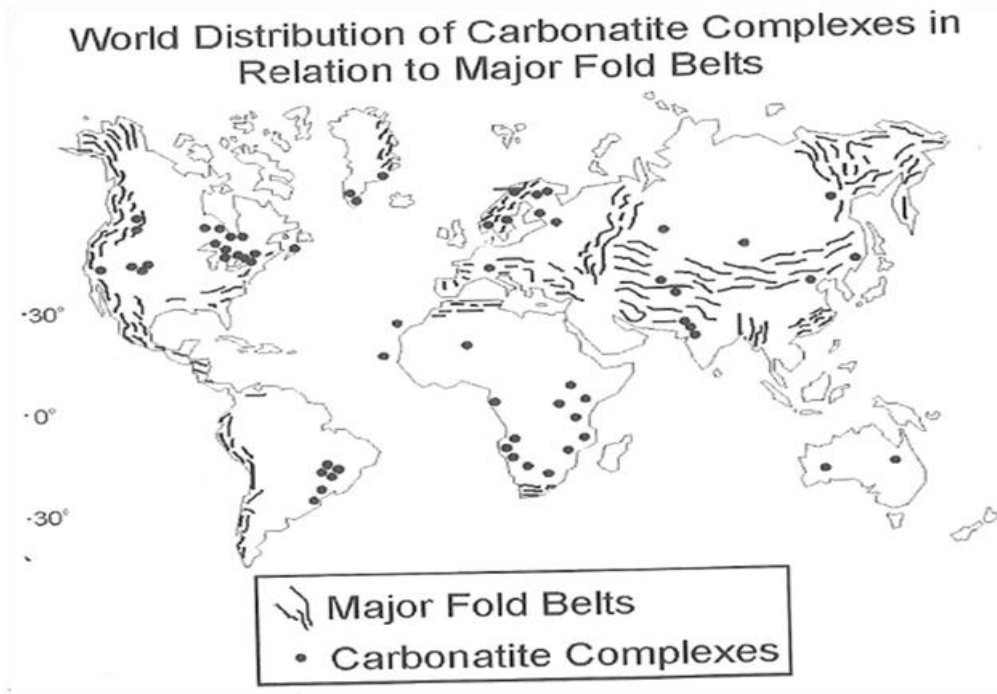 World Distribution of Carbonatite Complexes in
Relation to Major Fold Belts
·30°
·0°
·30°
Major Fold Belts
Carbonatite Complexes